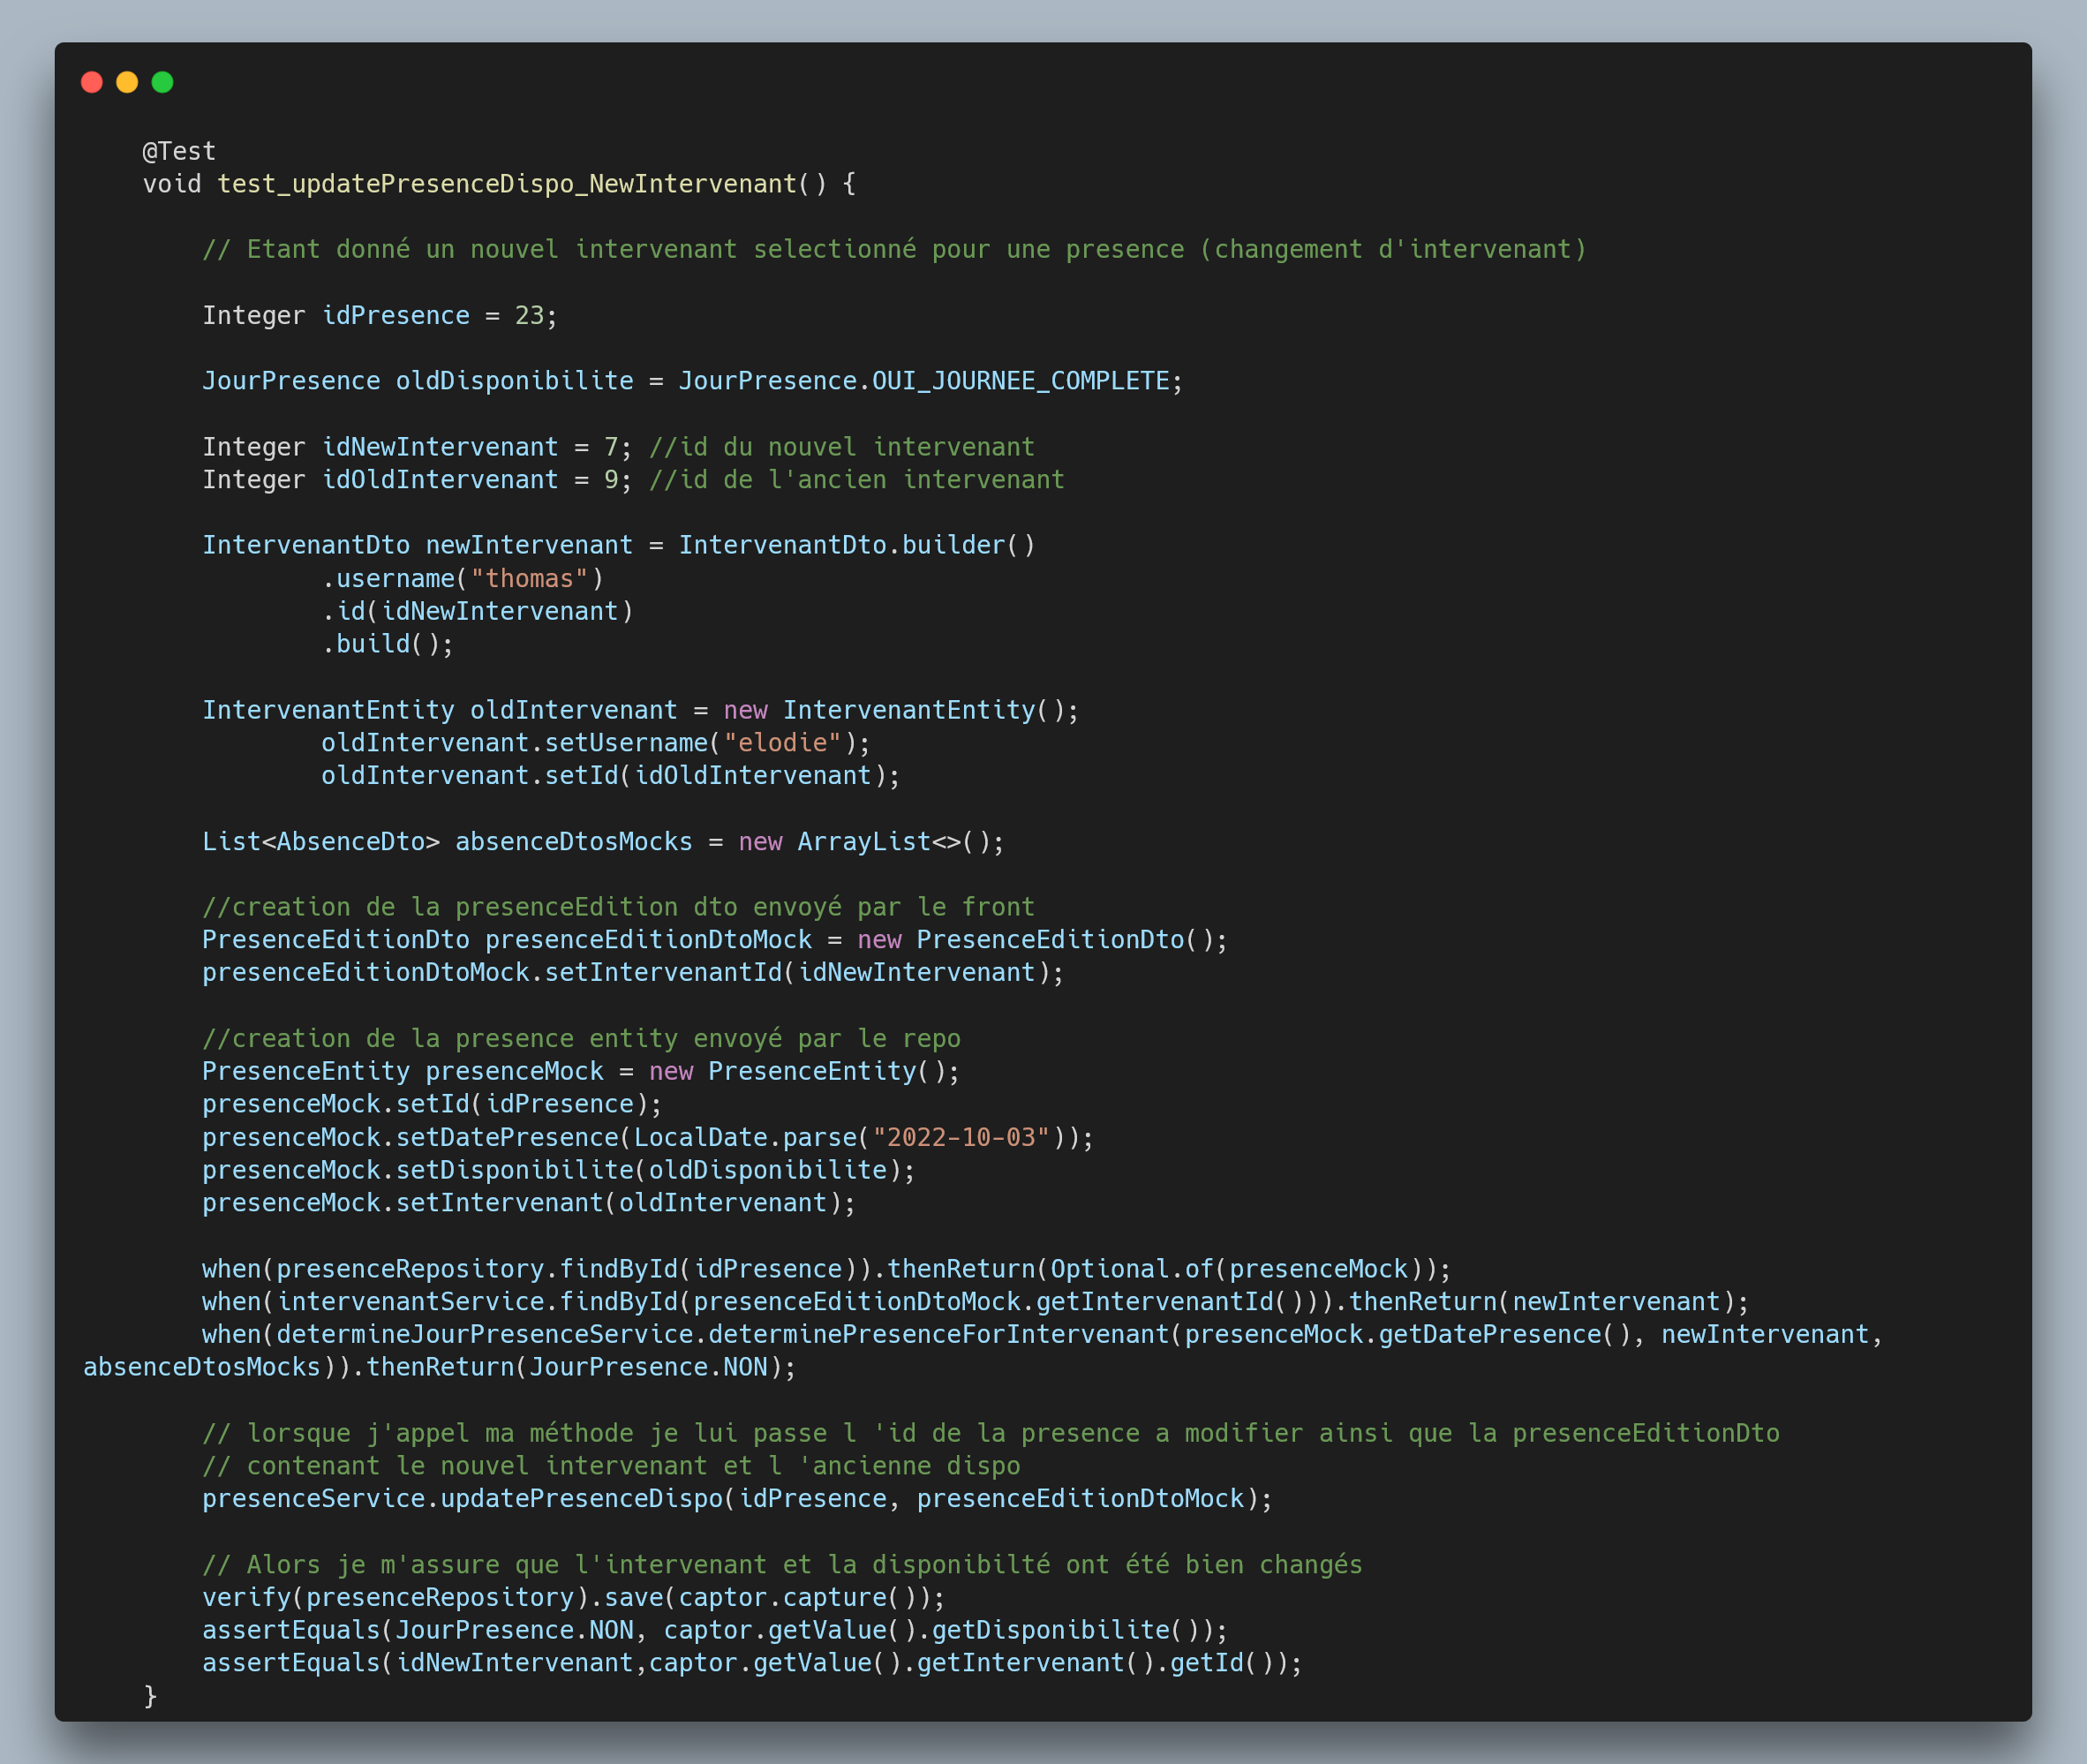 @Test
void test_updatePresenceDispo_NewIntervenant() {
// Etant donné un nouvel intervenant selectionné pour une presence (changement d'intervenant)
Integer idPresence = 23;
JourPresence oldDisponibilite = JourPresence.OUI_JOURNEE_COMPLETE;
Integer idNewIntervenant = 7; //id du nouvel intervenant
Integer idOldIntervenant = 9; //id de l'ancien intervenant
IntervenantDto newIntervenant = IntervenantDto.builder()
.username("thomas")
.id(idNewIntervenant)
.build();
IntervenantEntity oldIntervenant = new IntervenantEntity();
oldIntervenant.setUsername("elodie");
oldIntervenant.setId(idOldIntervenant);
List<AbsenceDto> absenceDtosMocks = new ArrayList<>();
//creation de la presenceEdition dto envoyé par le front
PresenceEditionDto presenceEditionDtoMock = new PresenceEditionDto();
presenceEditionDtoMock.setIntervenantId(idNewIntervenant);
//creation de la presence entity envoyé par le repo
PresenceEntity presenceMock = new PresenceEntity();
presenceMock.setId(idPresence);
presenceMock.setDatePresence(LocalDate.parse("2022-10-03"));
presenceMock.setDisponibilite(oldDisponibilite);
presenceMock.setIntervenant(oldIntervenant);
when(presenceRepository.findById(idPresence)).thenReturn(Optional.of(presenceMock));
when(intervenantService.findById(presenceEditionDtoMock.getIntervenantId())).thenReturn(newIntervenant);
when(determineJourPresenceService.determinePresenceForIntervenant(presenceMock.getDatePresence(), newIntervenant,
absenceDtosMocks)).thenReturn(JourPresence.NON);
// lorsque j'appel ma méthode je lui passe l 'id de la presence a modifier ainsi que la presenceEditionDto
// contenant le nouvel intervenant et l 'ancienne dispo
presenceService.updatePresenceDispo(idPresence, presenceEditionDtoMock);
// Alors je m'assure que l'intervenant et la disponibilté ont été bien changés
verify(presenceRepository).save(captor.capture());
assertEquals(JourPresence.NON, captor.getValue().getDisponibilite());
assertEquals(idNewIntervenant,captor.getValue().getIntervenant().getId());
}